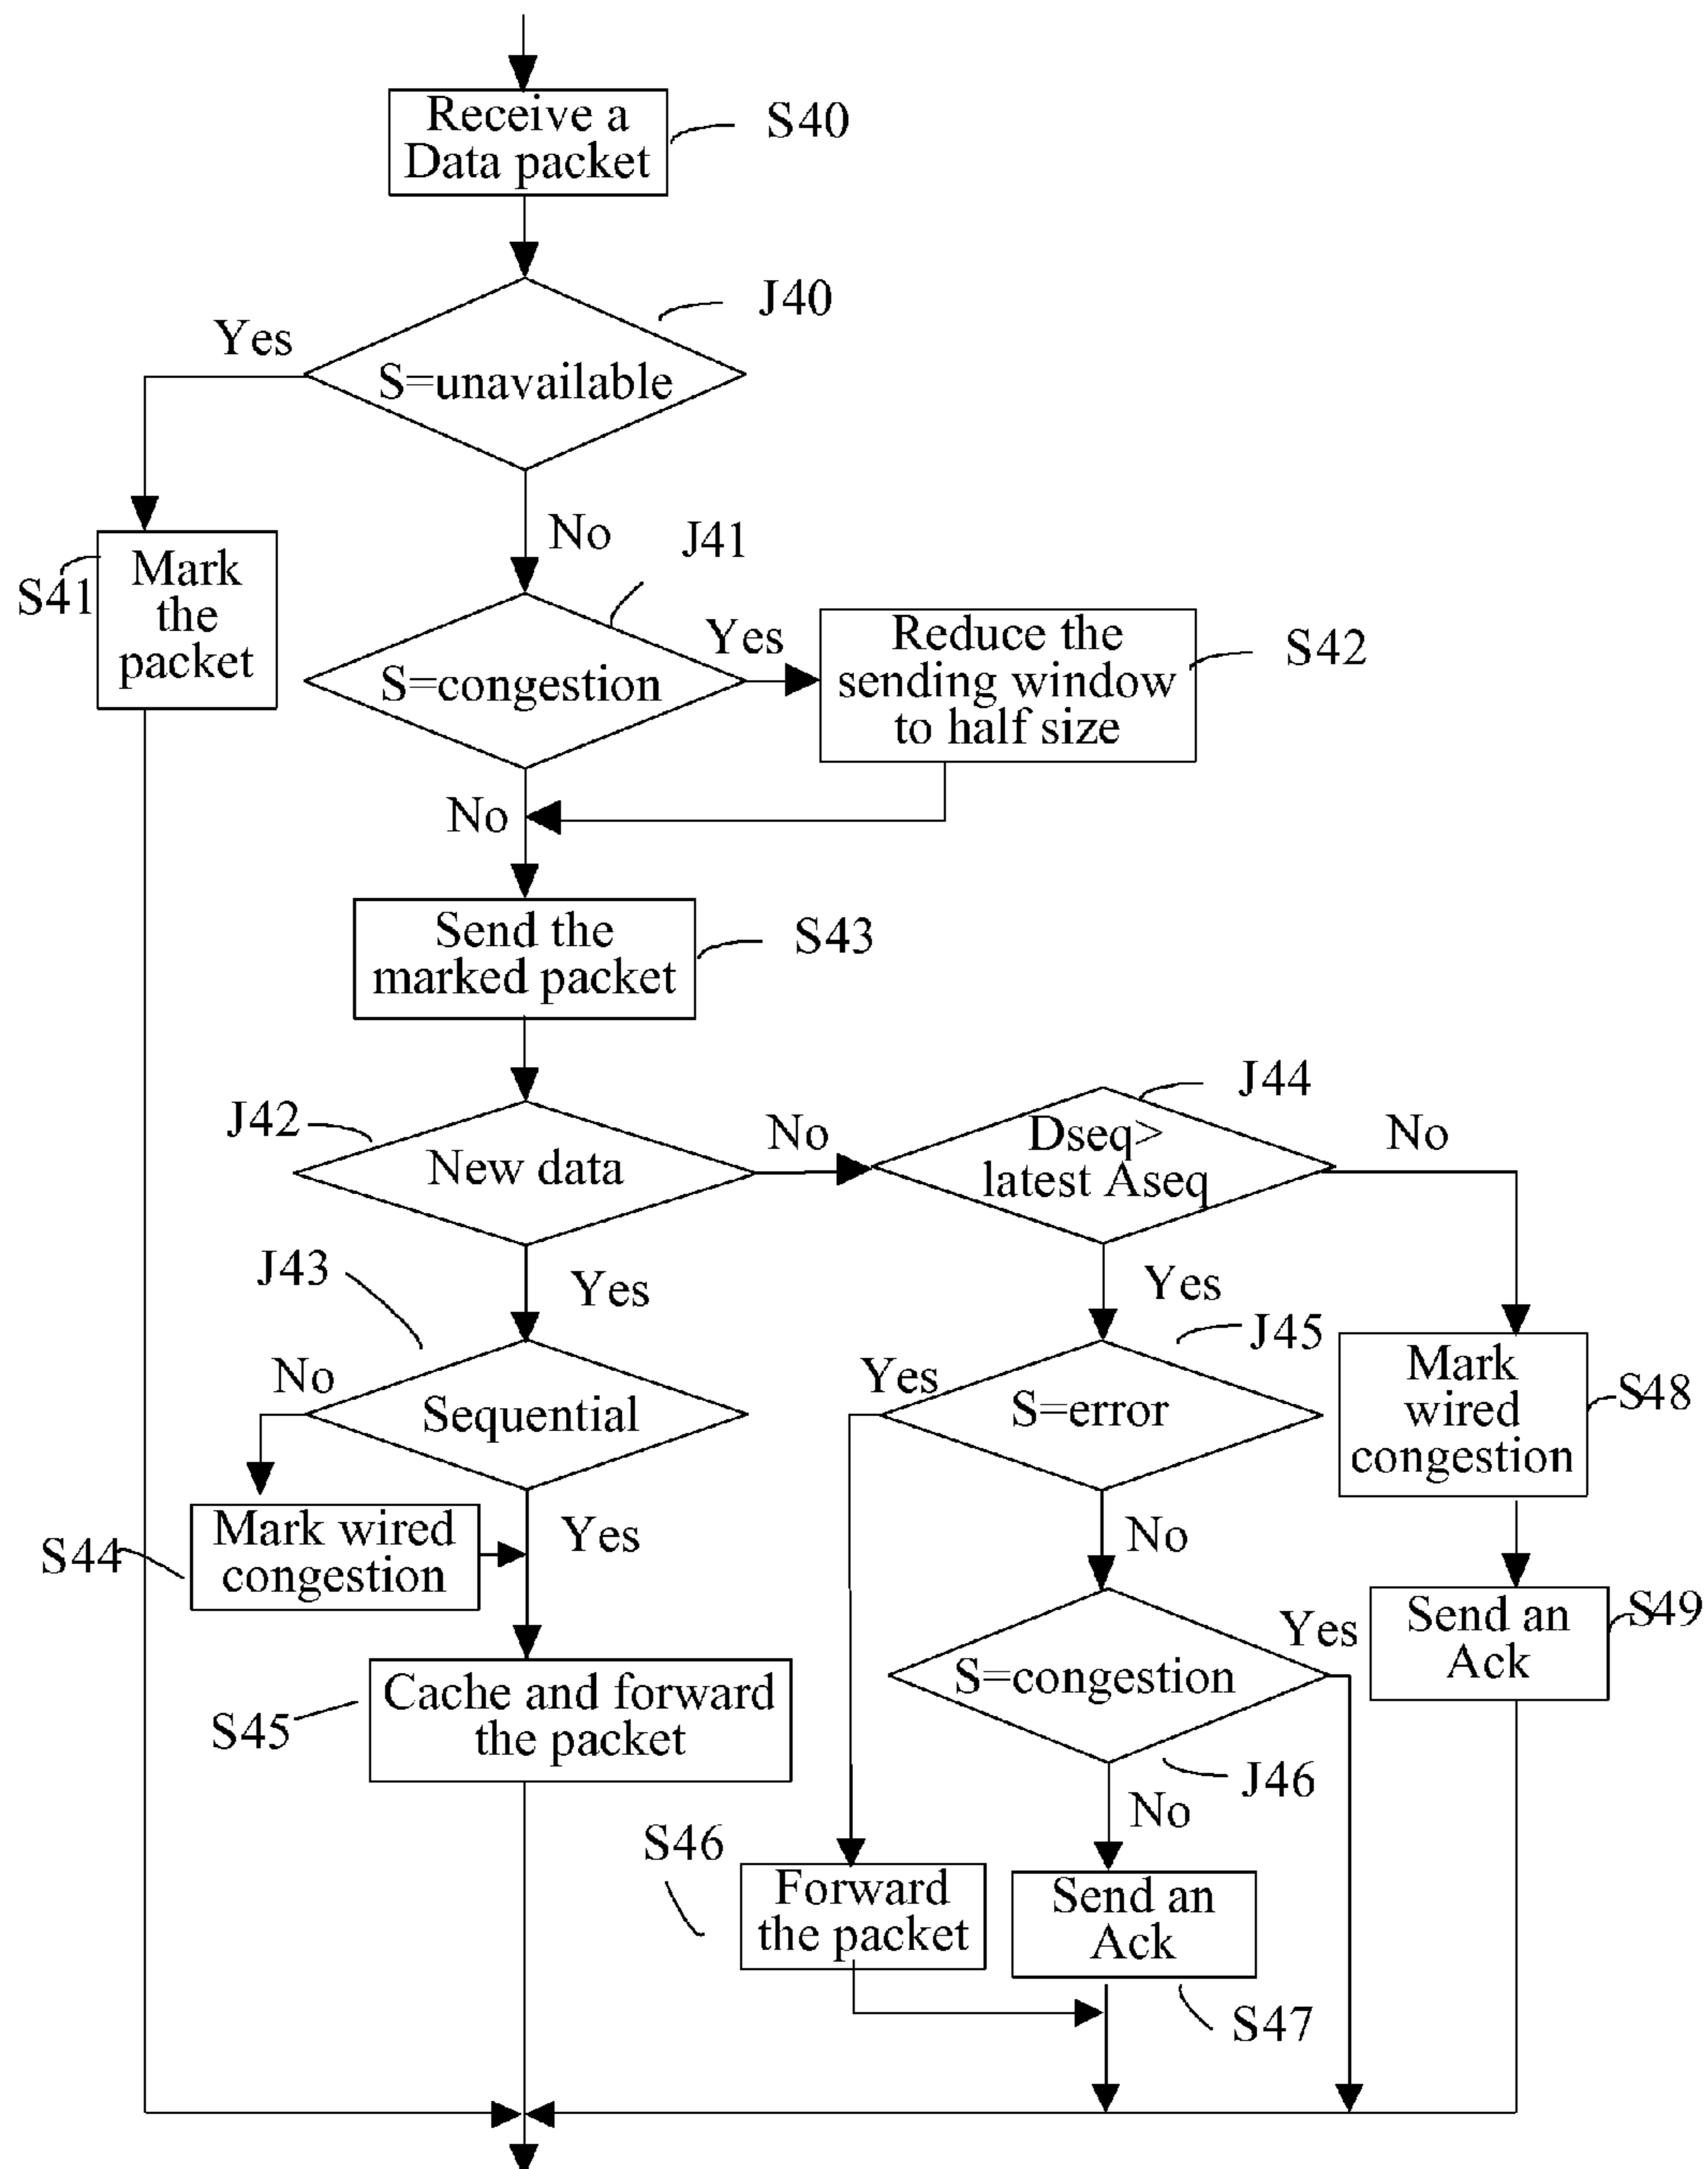 Receive a
Data packet
S40
J40
Yes
S=unavailable
No
J41
S41
Mark
the
packet
S=congestion
Yes
Reduce the
sending window
to half size
S42
No
Send the
marked packet
S43
J42
New data
No
J44
Dseq>
latest Aseq
No
J43
Yes
Yes
J45
No
Sequential
Yes
S=error
Mark
wired
congestion
S48
S44
Mark wired
congestion
Yes
No
Send an
Ack
S49
S45
Cache and forward
the packet
S=congestion
Yes
J46
No
S46
Forward
the packet
Send an
Ack
S47